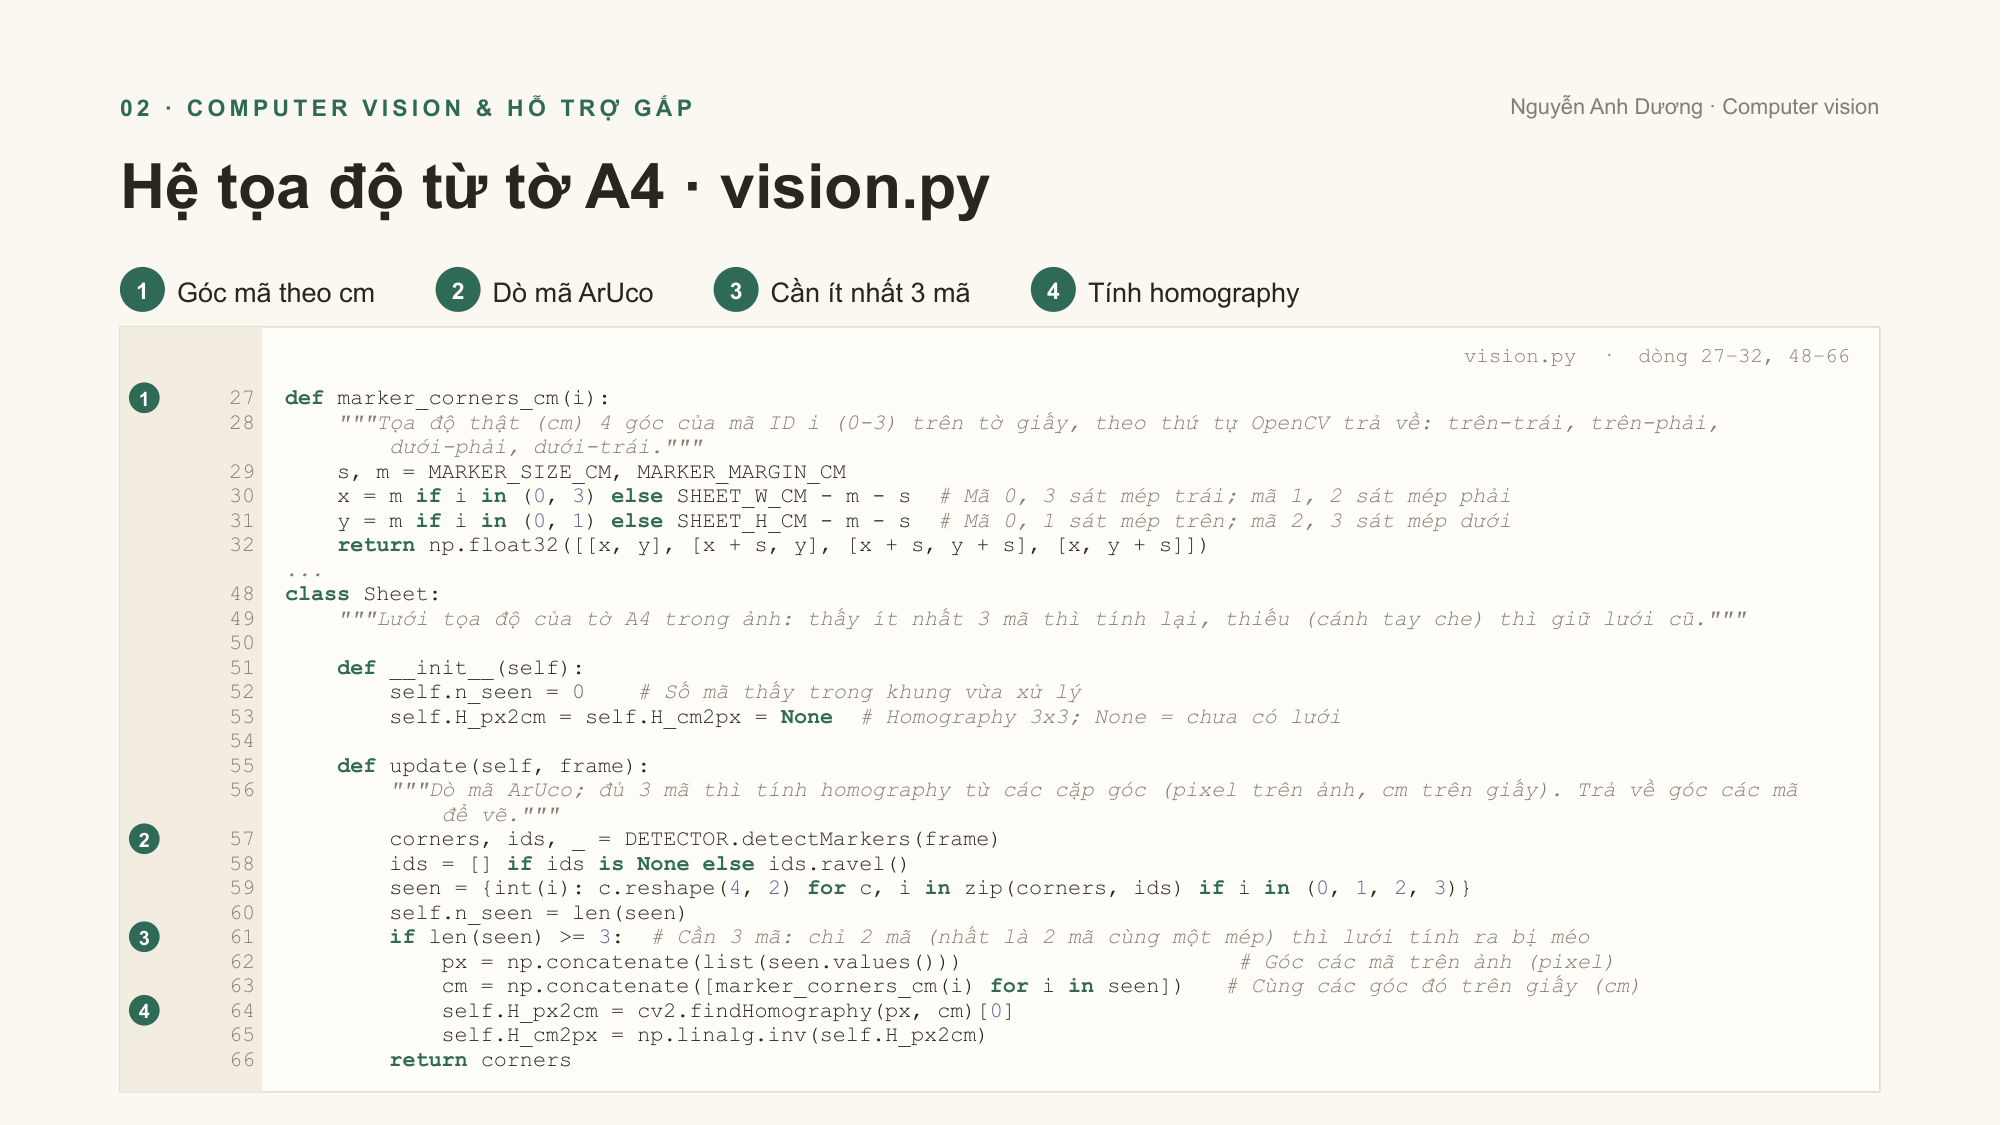 02 · COMPUTER VISION & HỖ TRỢ GẮP
Nguyễn Anh Dương · Computer vision
Hệ tọa độ từ tờ A4 · vision.py
1 Góc mã theo cm
2 Dò mã ArUco
3 Cần ít nhất 3 mã
4 Tính homography
vision.py · dòng 27–32, 48–66
1 27 def marker_corners_cm(i):
28     """Tọa độ thật (cm) 4 góc của mã ID i (0-3) trên tờ giấy, theo thứ tự OpenCV trả về: trên-trái, trên-phải,
        dưới-phải, dưới-trái."""
29     s, m = MARKER_SIZE_CM, MARKER_MARGIN_CM
30     x = m if i in (0, 3) else SHEET_W_CM - m - s  # Mã 0, 3 sát mép trái; mã 1, 2 sát mép phải
31     y = m if i in (0, 1) else SHEET_H_CM - m - s  # Mã 0, 1 sát mép trên; mã 2, 3 sát mép dưới
32     return np.float32([[x, y], [x + s, y], [x + s, y + s], [x, y + s]])
...
48 class Sheet:
49     """Lưới tọa độ của tờ A4 trong ảnh: thấy ít nhất 3 mã thì tính lại, thiếu (cánh tay che) thì giữ lưới cũ."""
50
51     def __init__(self):
52         self.n_seen = 0    # Số mã thấy trong khung vừa xử lý
53         self.H_px2cm = self.H_cm2px = None  # Homography 3x3; None = chưa có lưới
54
55     def update(self, frame):
56         """Dò mã ArUco; đủ 3 mã thì tính homography từ các cặp góc (pixel trên ảnh, cm trên giấy). Trả về góc các mã
            để vẽ."""
2 57         corners, ids, _ = DETECTOR.detectMarkers(frame)
58         ids = [] if ids is None else ids.ravel()
59         seen = {int(i): c.reshape(4, 2) for c, i in zip(corners, ids) if i in (0, 1, 2, 3)}
60         self.n_seen = len(seen)
3 61         if len(seen) >= 3:  # Cần 3 mã: chỉ 2 mã (nhất là 2 mã cùng một mép) thì lưới tính ra bị méo
62             px = np.concatenate(list(seen.values()))                     # Góc các mã trên ảnh (pixel)
63             cm = np.concatenate([marker_corners_cm(i) for i in seen])   # Cùng các góc đó trên giấy (cm)
4 64             self.H_px2cm = cv2.findHomography(px, cm)[0]
65             self.H_cm2px = np.linalg.inv(self.H_px2cm)
66         return corners